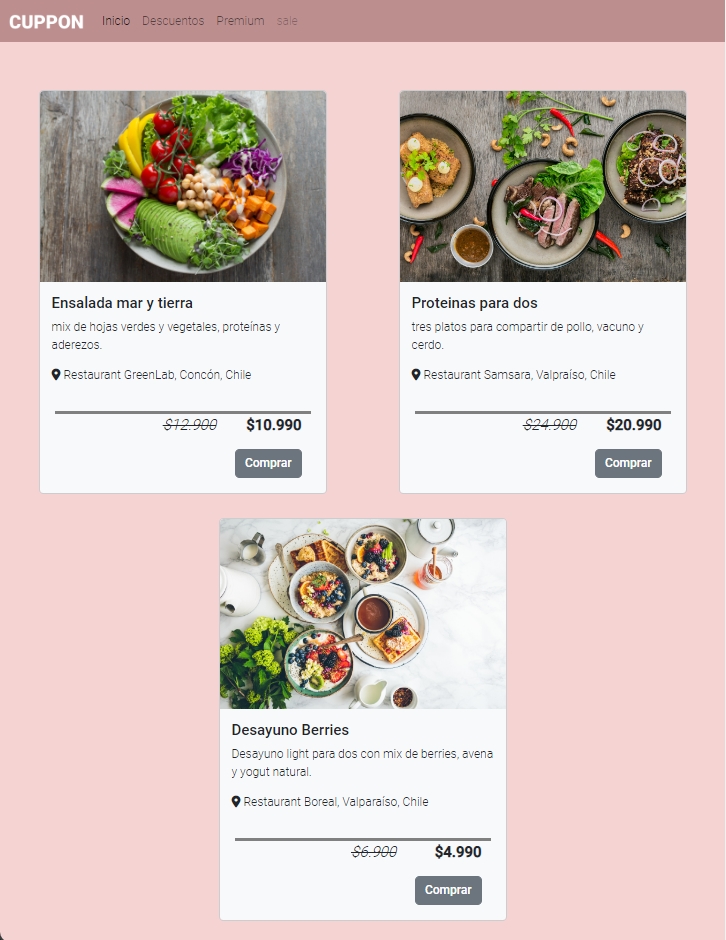 CUPPON Inicio Descuentos Premium sale
Ensalada mar y tierra
mix de hojas verdes y vegetales, proteínas y
aderezos.
Restaurant GreenLab, Concón, Chile
$12.900 $10.990
Comprar
Proteinas para dos
tres platos para compartir de pollo, vacuno y
cerdo.
Restaurant Samsara, Valpraíso, Chile
$24.900 $20.990
Comprar
Desayuno Berries
Desayuno light para dos con mix de berries, avena
y yogut natural.
Restaurant Boreal, Valparaíso, Chile
$6.900 $4.990
Comprar